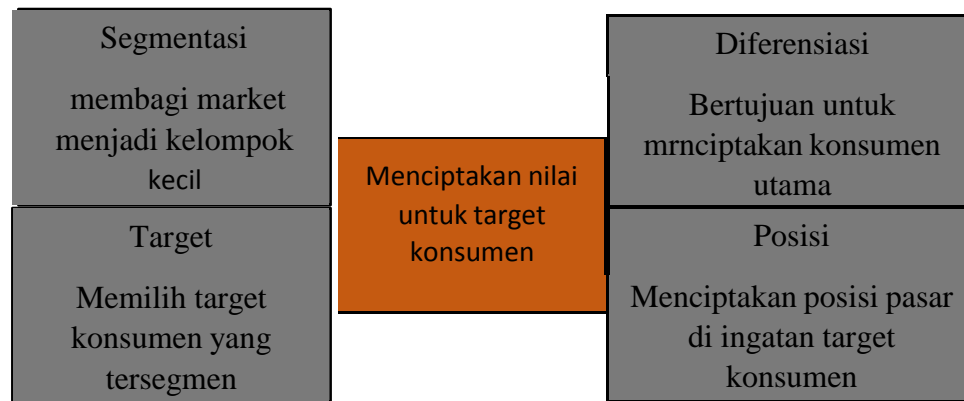 Segmentasi
membagi market
menjadi kelompok
kecil
Target
Memilih target
konsumen yang
tersegmen
Menciptakan nilai
untuk target
konsumen
Diferensiasi
Bertujuan untuk
mrnciptakan konsumen
utama
Posisi
Menciptakan posisi pasar
di ingatan target
konsumen